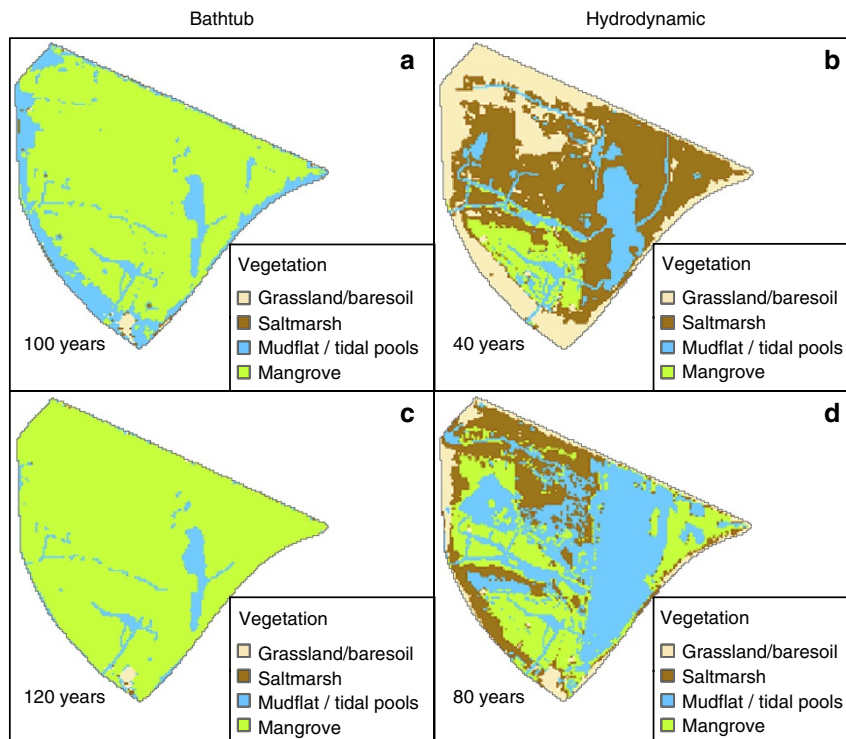 Bathtub
Hydrodynamic
a
Vegetation
Grassland/baresoil
Saltmarsh
Mudflat / tidal pools
Mangrove
100 years
b
Vegetation
Grassland/baresoil
Saltmarsh
Mudflat / tidal pools
Mangrove
40 years
c
Vegetation
Grassland/baresoil
Saltmarsh
Mudflat / tidal pools
Mangrove
120 years
d
Vegetation
Grassland/baresoil
Saltmarsh
Mudflat / tidal pools
Mangrove
80 years